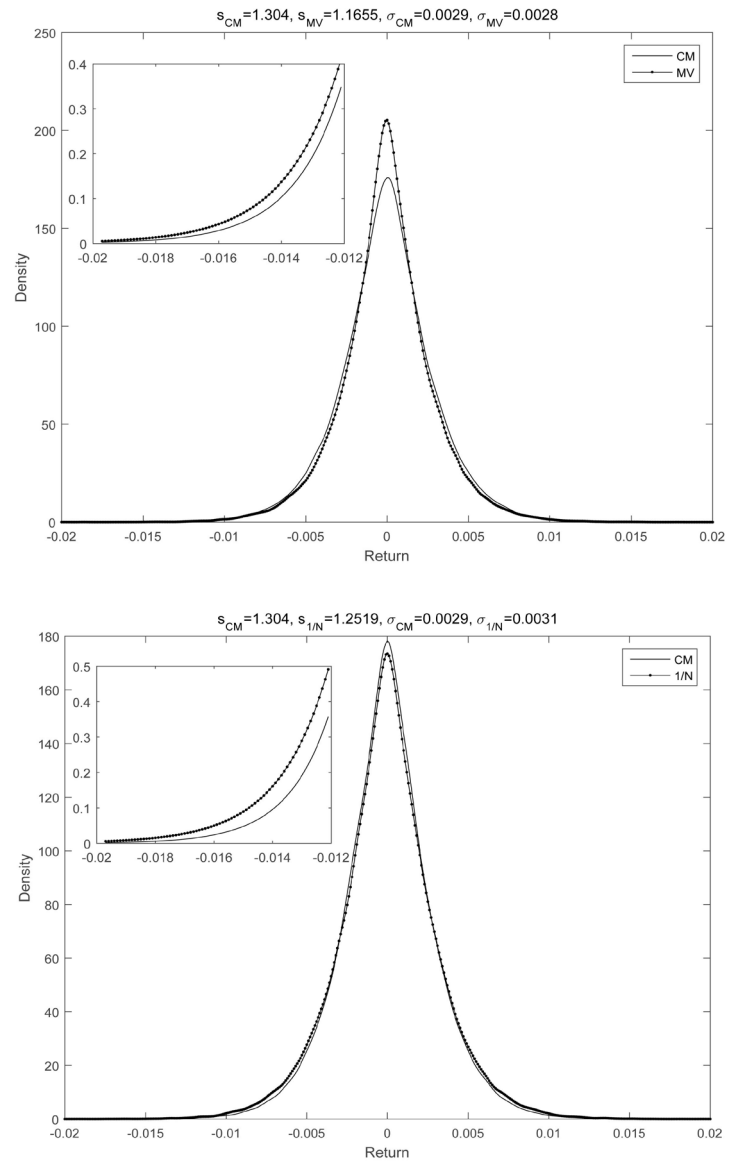 s_CM=1.304, s_MV=1.1655, σ_CM=0.0029, σ_MV=0.0028
250
200
150
100
50
0
Density
0.4
0.3
0.2
0.1
0
-0.02 -0.018 -0.016 -0.014 -0.012
CM
MV
-0.02 -0.015 -0.01 -0.005 0 0.005 0.01 0.015 0.02
Return
s_CM=1.304, s_1/N=1.2519, σ_CM=0.0029, σ_1/N=0.0031
180
160
140
120
100
80
60
40
20
0
Density
0.5
0.4
0.3
0.2
0.1
0
-0.02 -0.018 -0.016 -0.014 -0.012
CM
1/N
-0.02 -0.015 -0.01 -0.005 0 0.005 0.01 0.015 0.02
Return